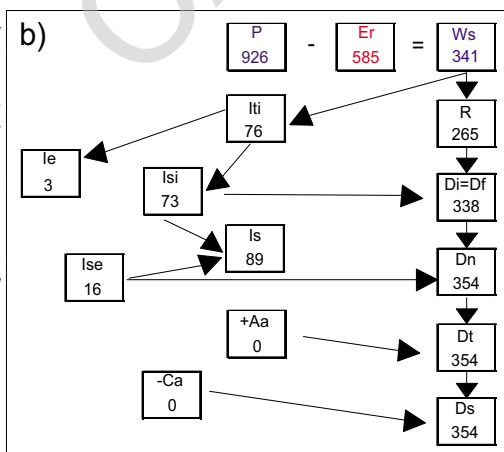 b)
P - Er = Ws
926 585 341
Iti
76
R
265
Ie
3
Isi
73
Di=Df
338
Is
89
Ise
16
Dn
354
+Aa
0
Dt
354
-Ca
0
Ds
354